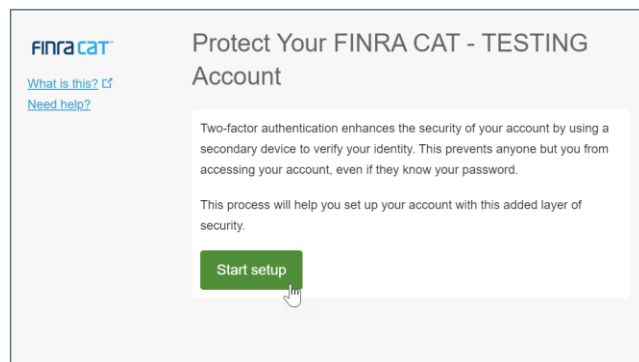 FINRA CAT
What is this?
Need help?
Protect Your FINRA CAT - TESTING
Account
Two-factor authentication enhances the security of your account by using a
secondary device to verify your identity. This prevents anyone but you from
accessing your account, even if they know your password.
This process will help you set up your account with this added layer of
security.
Start setup